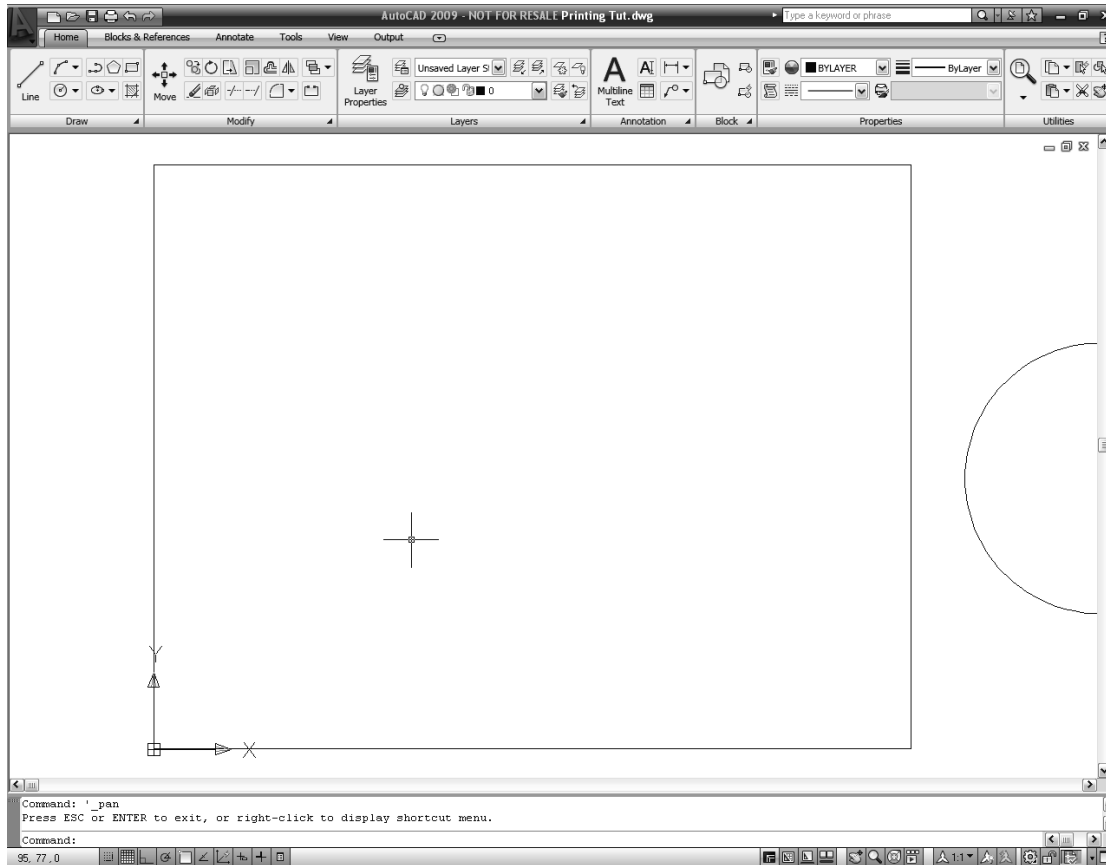 AutoCAD 2009 - NOT FOR RESALE Printing Tut.dwg
Type a keyword or phrase
Home Blocks & References Annotate Tools View Output
Line
Move
Layer Properties
Unsaved Layer S
0
A
Multiline Text
A
BYLAYER
ByLayer
Draw Modify Layers Annotation Block Properties Utilities
Y
X
Command: '_pan
Press ESC or ENTER to exit, or right-click to display shortcut menu.
Command:
95, 77, 0
1:1